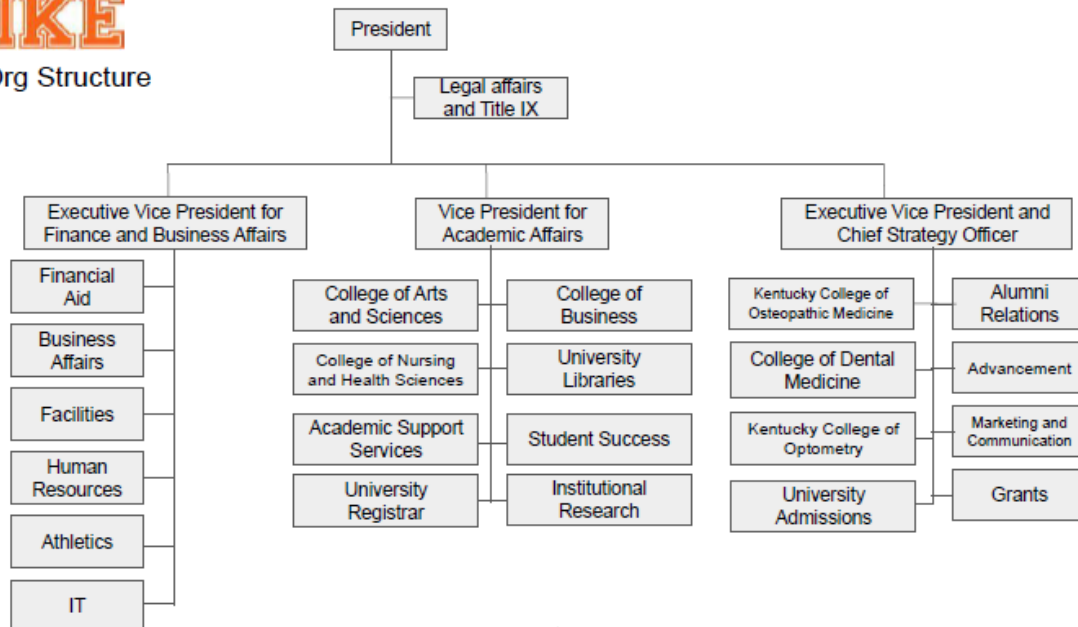 IKE
Org Structure
President
Legal affairs
and Title IX
Executive Vice President for
Finance and Business Affairs
Vice President for
Academic Affairs
Executive Vice President and
Chief Strategy Officer
Financial
Aid
Business
Affairs
Facilities
Human
Resources
Athletics
IT
College of Arts
and Sciences
College of
Business
College of Nursing
and Health Sciences
University
Libraries
Academic Support
Services
Student Success
University
Registrar
Institutional
Research
Kentucky College of
Osteopathic Medicine
Alumni
Relations
College of Dental
Medicine
Advancement
Kentucky College of
Optometry
Marketing and
Communication
University
Admissions
Grants